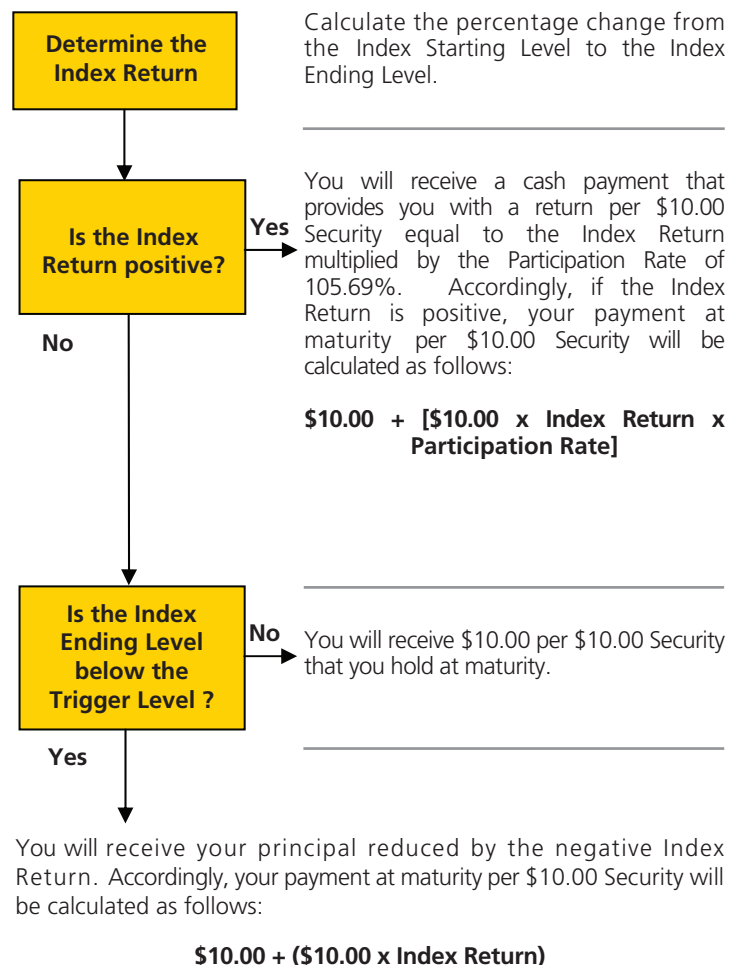 Determine the
Index Return
Calculate the percentage change from
the Index Starting Level to the Index
Ending Level.
Is the Index
Return positive?
Yes
You will receive a cash payment that
provides you with a return per $10.00
Security equal to the Index Return
multiplied by the Participation Rate of
105.69%. Accordingly, if the Index
Return is positive, your payment at
maturity per $10.00 Security will be
calculated as follows:
$10.00 + [$10.00 x Index Return x
Participation Rate]
No
Is the Index
Ending Level
below the
Trigger Level ?
No
You will receive $10.00 per $10.00 Security
that you hold at maturity.
Yes
You will receive your principal reduced by the negative Index
Return. Accordingly, your payment at maturity per $10.00 Security will
be calculated as follows:
$10.00 + ($10.00 x Index Return)